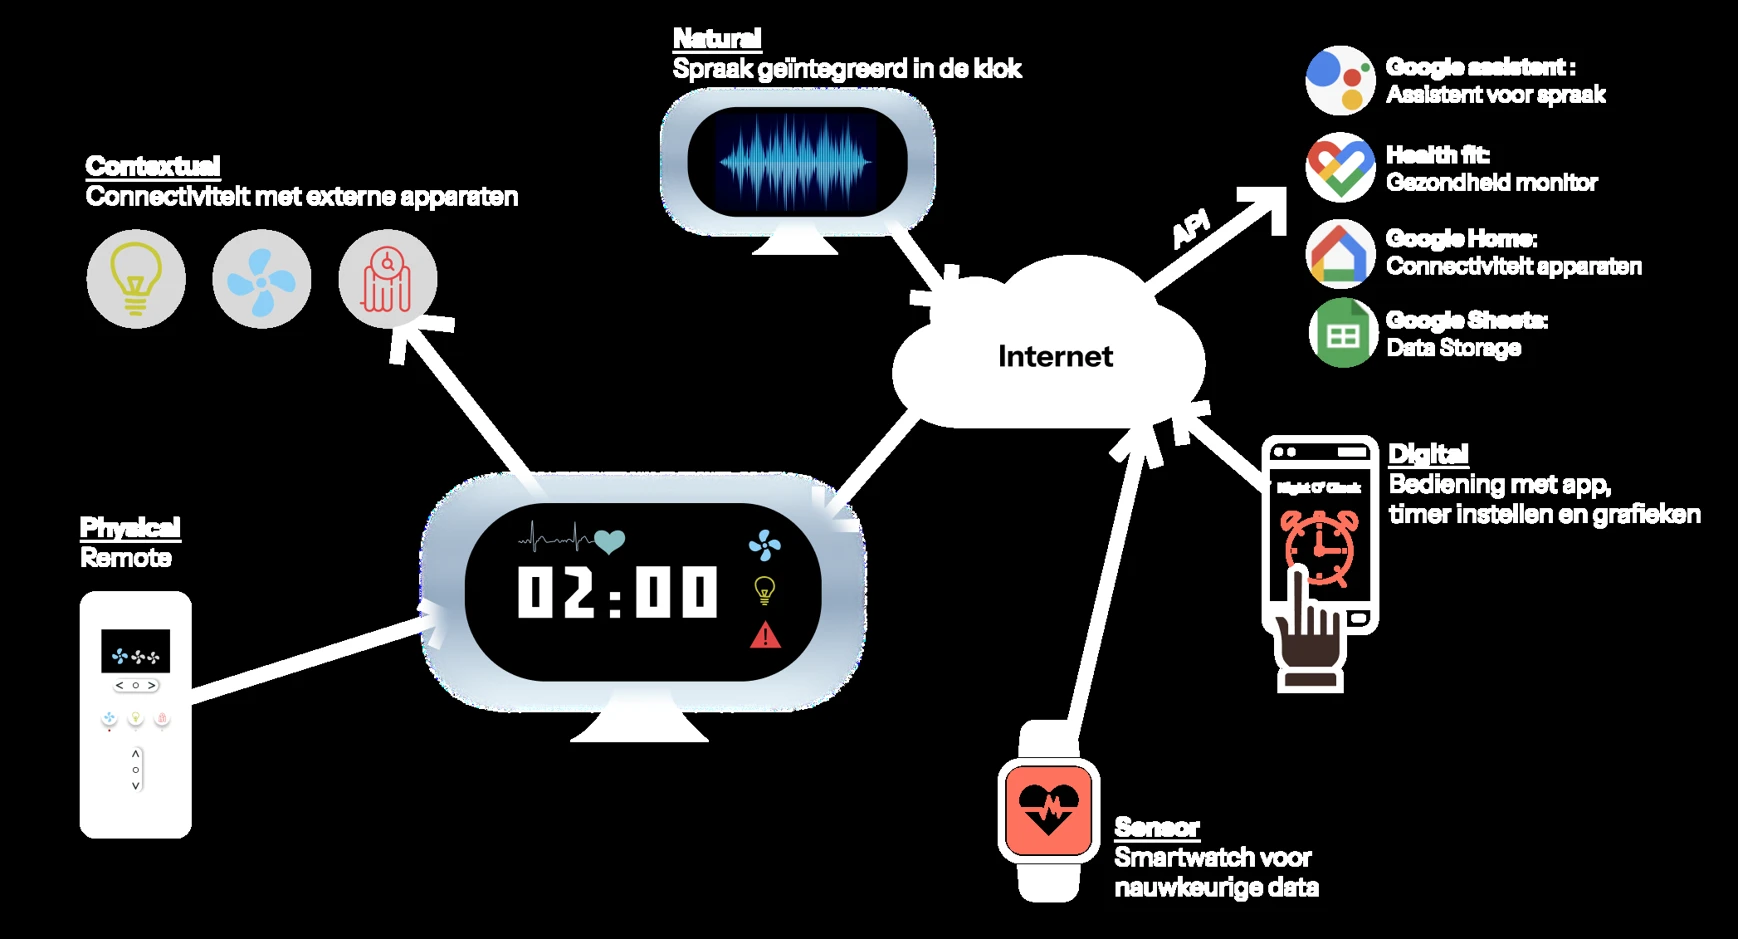 Natural
Spraak geïntegreerd in de klok
Contextual
Connectiviteit met externe apparaten
Google assistent :
Assistent voor spraak
Health fit:
Gezondheid monitor
Google Home:
Connectiviteit apparaten
Google Sheets:
Data Storage
API
Internet
Physical
Remote
02:00
Digital
Bediening met app,
timer instellen en grafieken
Night O' Clock
Sensor
Smartwatch voor
nauwkeurige data